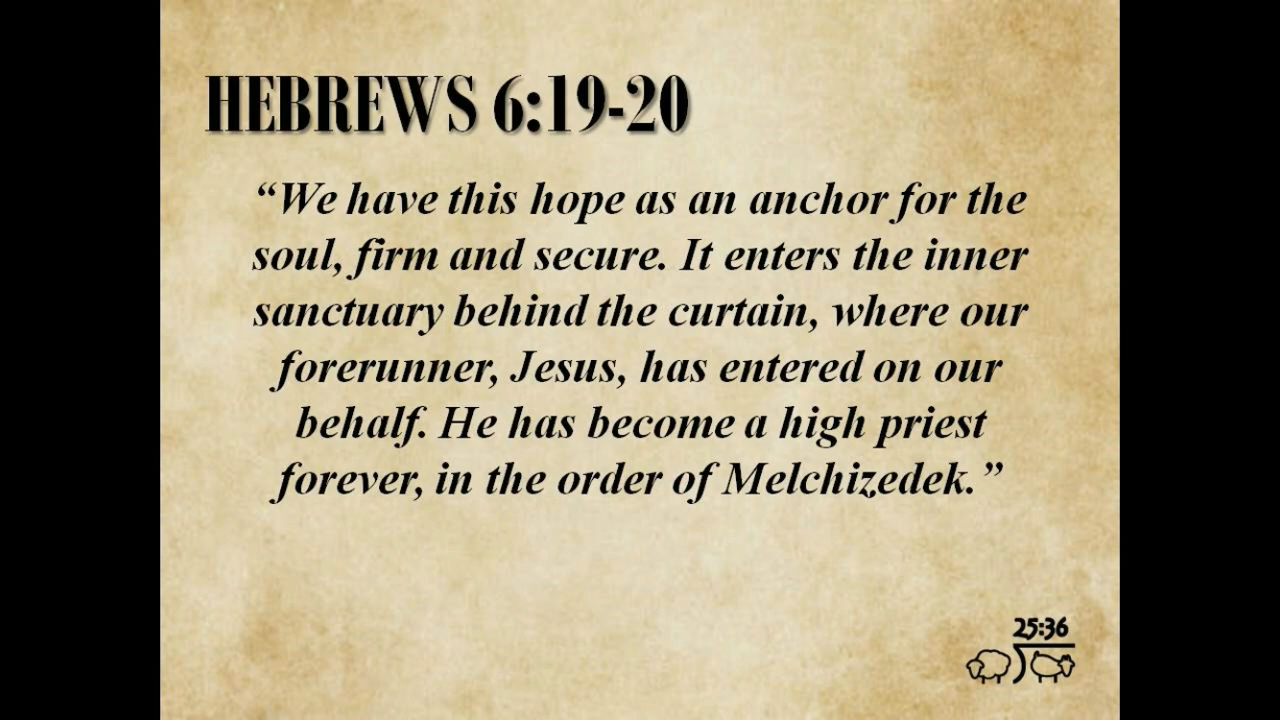 HEBREWS 6:19-20
“We have this hope as an anchor for the
soul, firm and secure. It enters the inner
sanctuary behind the curtain, where our
forerunner, Jesus, has entered on our
behalf. He has become a high priest
forever, in the order of Melchizedek.”
25:36